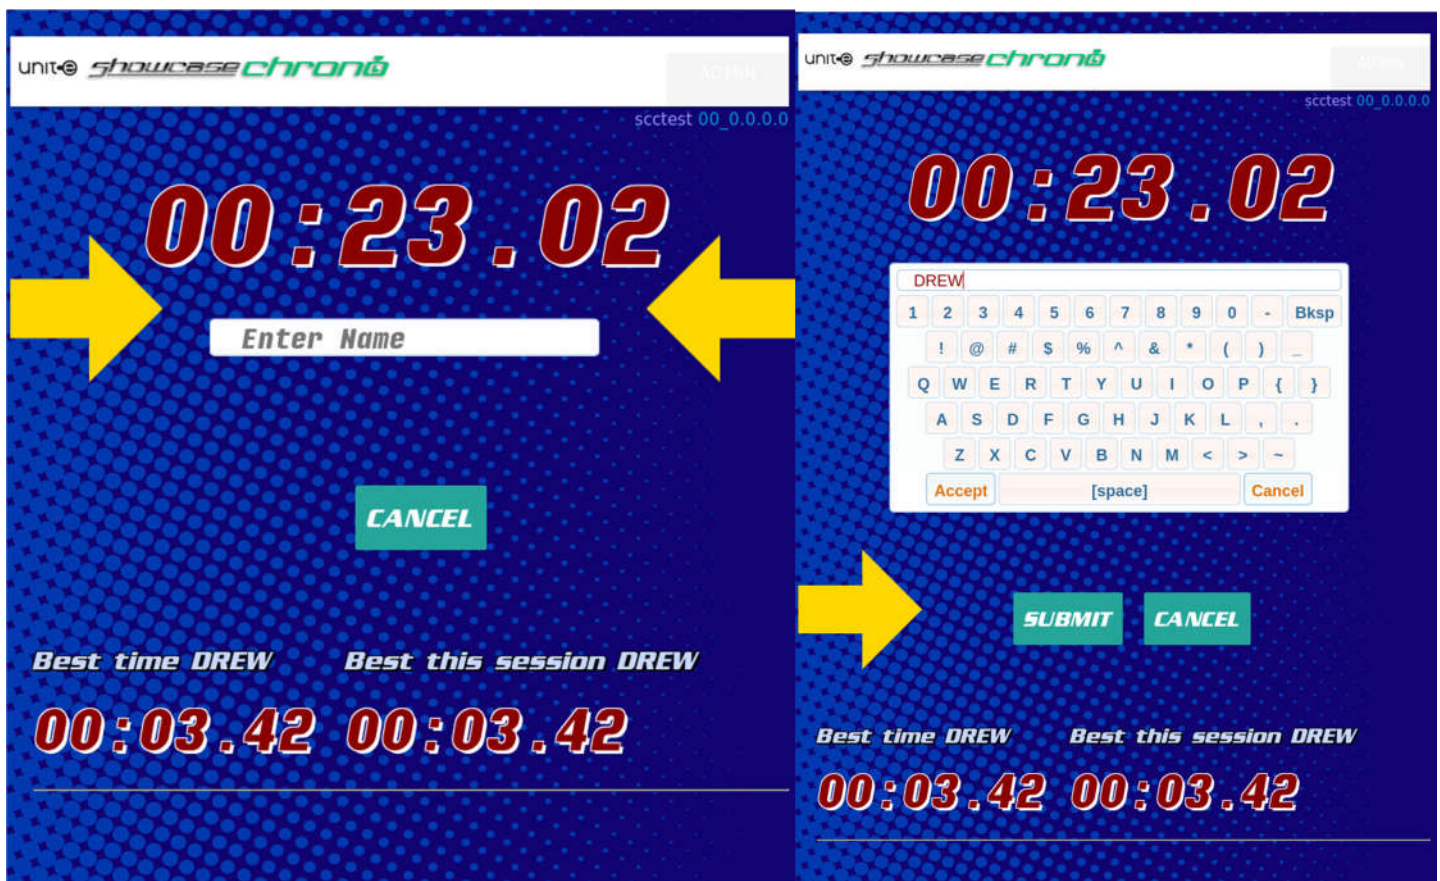 unit-e showcase chrono
ADMIN
scctest 00_0.0.0.0
00:23.02
Enter Name
CANCEL
Best time DREW Best this session DREW
00:03.42 00:03.42
unit-e showcase chrono
ADMIN
scctest 00_0.0.0.0
00:23.02
DREW
1 2 3 4 5 6 7 8 9 0 - Bksp
! @ # $ % ^ & * ( ) _
Q W E R T Y U I O P { }
A S D F G H J K L , .
Z X C V B N M < > ~
Accept [space] Cancel
SUBMIT CANCEL
Best time DREW Best this session DREW
00:03.42 00:03.42